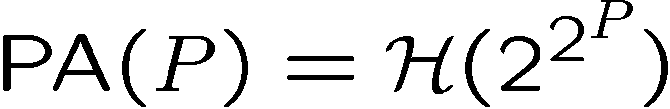 PA(P) = ℋ(2^{2^P})